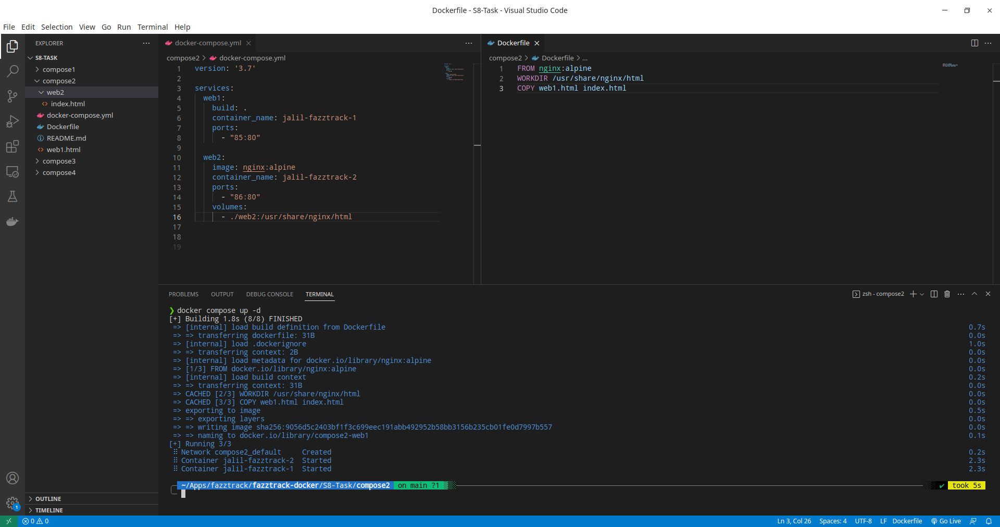 Dockerfile - S8-Task - Visual Studio Code
File Edit Selection View Go Run Terminal Help
EXPLORER
S8-TASK
compose1
compose2
web2
index.html
docker-compose.yml
Dockerfile
README.md
web1.html
compose3
compose4
OUTLINE
TIMELINE
1
docker-compose.yml
compose2 > docker-compose.yml
1 version: '3.7'
2
3 services:
4 web1:
5 build: .
6 container_name: jalil-fazztrack-1
7 ports:
8 - "85:80"
9
10 web2:
11 image: nginx:alpine
12 container_name: jalil-fazztrack-2
13 ports:
14 - "86:80"
15 volumes:
16 - ./web2:/usr/share/nginx/html
17
18
19
Dockerfile
compose2 > Dockerfile > ...
1 FROM nginx:alpine
2 WORKDIR /usr/share/nginx/html
3 COPY web1.html index.html
PROBLEMS OUTPUT DEBUG CONSOLE TERMINAL
zsh - compose2
❯ docker compose up -d
[+] Building 1.8s (8/8) FINISHED
=> [internal] load build definition from Dockerfile 0.7s
=> => transferring dockerfile: 31B 0.0s
=> [internal] load .dockerignore 1.0s
=> => transferring context: 2B 0.0s
=> [internal] load metadata for docker.io/library/nginx:alpine 0.0s
=> [1/3] FROM docker.io/library/nginx:alpine 0.0s
=> [internal] load build context 0.2s
=> => transferring context: 31B 0.0s
=> CACHED [2/3] WORKDIR /usr/share/nginx/html 0.0s
=> CACHED [3/3] COPY web1.html index.html 0.0s
=> exporting to image 0.5s
=> => exporting layers 0.0s
=> => writing image sha256:9056d5c2403bf1f3c699eec191abb492952b58bb3156b235cb01fe0d7997b557 0.0s
=> => naming to docker.io/library/compose2-web1 0.1s
[+] Running 3/3
⠿ Network compose2_default Created 0.2s
⠿ Container jalil-fazztrack-2 Started 2.3s
⠿ Container jalil-fazztrack-1 Started 2.3s
~/Apps/fazztrack/fazztrack-docker/S8-Task/compose2 on main ?1 ✔ took 5s
0 0 Ln 3, Col 26 Spaces: 4 UTF-8 LF Dockerfile Go Live